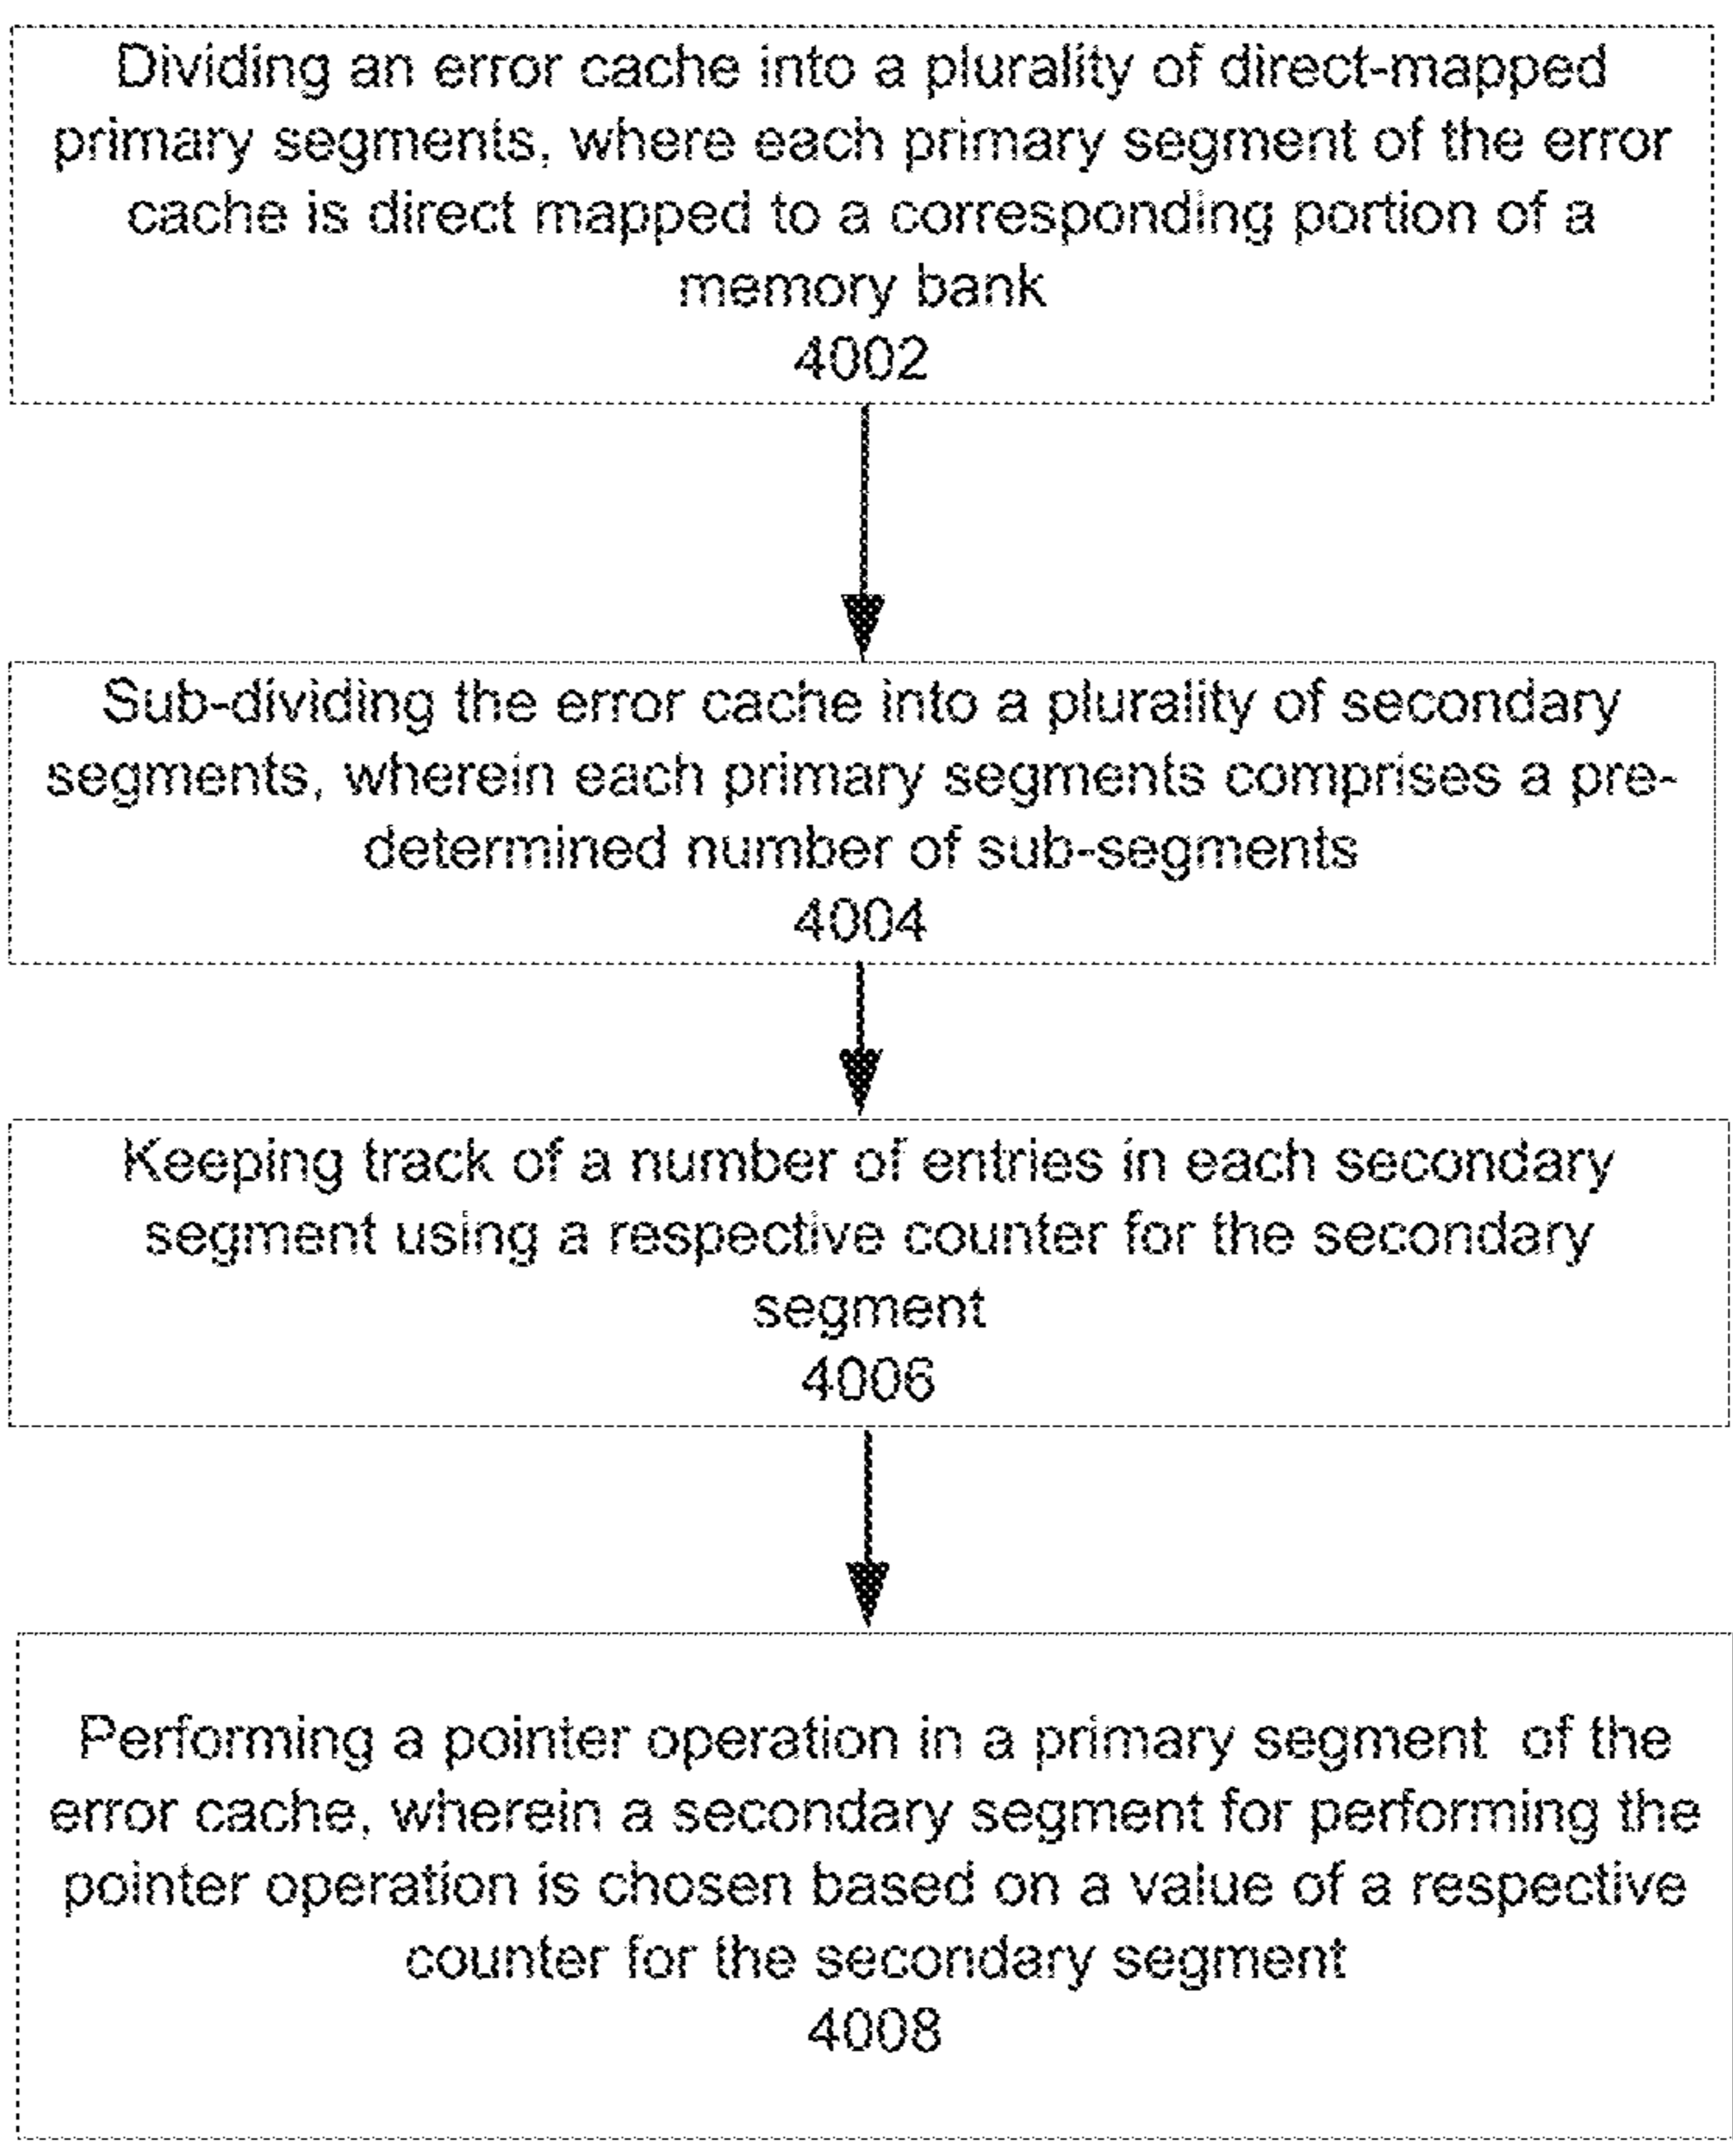 Dividing an error cache into a plurality of direct-mapped
primary segments, where each primary segment of the error
cache is direct mapped to a corresponding portion of a
memory bank
4002
Sub-dividing the error cache into a plurality of secondary
segments, wherein each primary segments comprises a pre-
determined number of sub-segments
4004
Keeping track of a number of entries in each secondary
segment using a respective counter for the secondary
segment
4006
Performing a pointer operation in a primary segment of the
error cache, wherein a secondary segment for performing the
pointer operation is chosen based on a value of a respective
counter for the secondary segment
4008